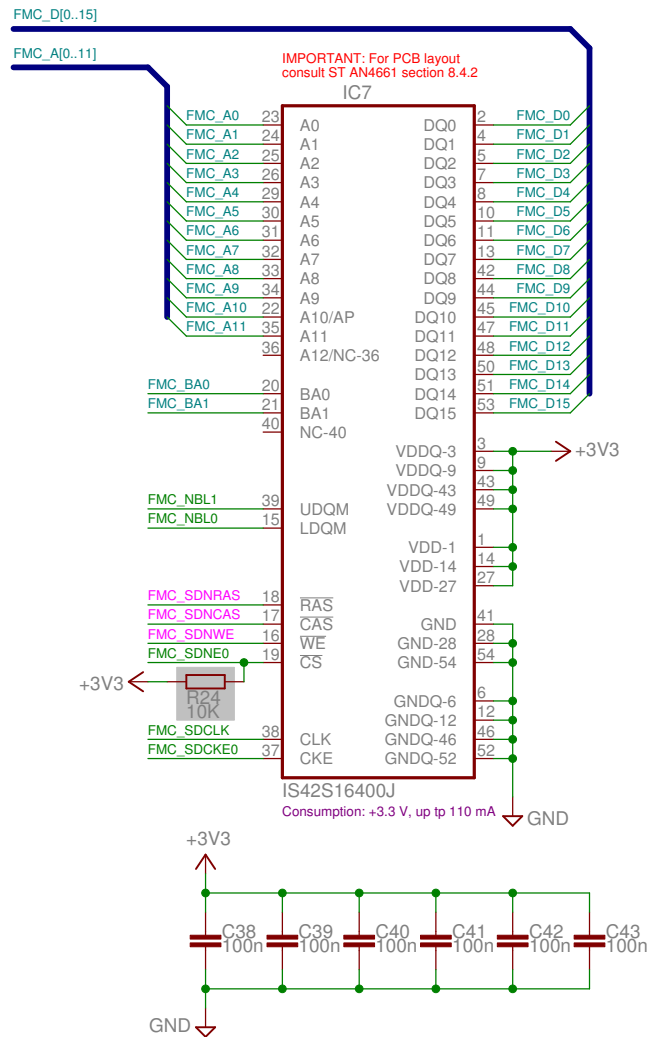 FMC_D[0..15]
FMC_A[0..11]
IMPORTANT: For PCB layout
consult ST AN4661 section 8.4.2
IC7
FMC_A0 23 A0 DQ0 2 FMC_D0
FMC_A1 24 A1 DQ1 4 FMC_D1
FMC_A2 25 A2 DQ2 5 FMC_D2
FMC_A3 26 A3 DQ3 7 FMC_D3
FMC_A4 29 A4 DQ4 8 FMC_D4
FMC_A5 30 A5 DQ5 10 FMC_D5
FMC_A6 31 A6 DQ6 11 FMC_D6
FMC_A7 32 A7 DQ7 13 FMC_D7
FMC_A8 33 A8 DQ8 42 FMC_D8
FMC_A9 34 A9 DQ9 44 FMC_D9
FMC_A10 22 A10/AP DQ10 45 FMC_D10
FMC_A11 35 A11 DQ11 47 FMC_D11
36 A12/NC-36 DQ12 48 FMC_D12
DQ13 50 FMC_D13
FMC_BA0 20 BA0 DQ14 51 FMC_D14
FMC_BA1 21 BA1 DQ15 53 FMC_D15
40 NC-40
VDDQ-3 3 +3V3
VDDQ-9 9
VDDQ-43 43
FMC_NBL1 39 UDQM VDDQ-49 49
FMC_NBL0 15 LDQM
VDD-1 1
VDD-14 14
VDD-27 27
FMC_SDNRAS 18 RAS
FMC_SDNCAS 17 CAS GND 41
FMC_SDNWE 16 WE GND-28 28
FMC_SDNE0 19 CS GND-54 54
+3V3
R24
10K
GNDQ-6 6
GNDQ-12 12
FMC_SDCLK 38 CLK GNDQ-46 46
FMC_SDCKE0 37 CKE GNDQ-52 52
IS42S16400J
Consumption: +3.3 V, up tp 110 mA
GND
+3V3
C38 C39 C40 C41 C42 C43
100n 100n 100n 100n 100n 100n
GND